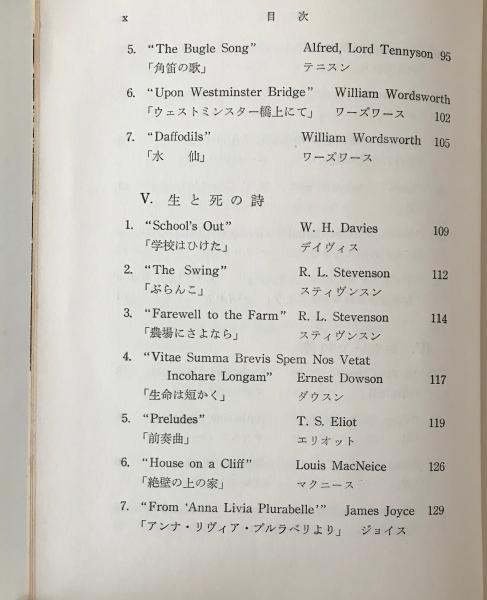 x 目次
5. "The Bugle Song" Alfred, Lord Tennyson 95
「角笛の歌」 テニスン
6. "Upon Westminster Bridge" William Wordsworth
「ウェストミンスター橋上にて」 ワーズワース 102
7. "Daffodils" William Wordsworth 105
「水 仙」 ワーズワース
V. 生と死の詩
1. "School's Out" W. H. Davies 109
「学校はひけた」 デイヴィス
2. "The Swing" R. L. Stevenson 112
「ぶらんこ」 スティヴンスン
3. "Farewell to the Farm" R. L. Stevenson 114
「農場にさよなら」 スティヴンスン
4. "Vitae Summa Brevis Spem Nos Vetat
Incohare Longam" Ernest Dowson 117
「生命は短かく」 ダウスン
5. "Preludes" T. S. Eliot 119
「前奏曲」 エリオット
6. "House on a Cliff" Louis MacNeice 126
「絶壁の上の家」 マクニース
7. "From 'Anna Livia Plurabelle'" James Joyce 129
「アンナ・リヴィア・プルラベリより」 ジョイス